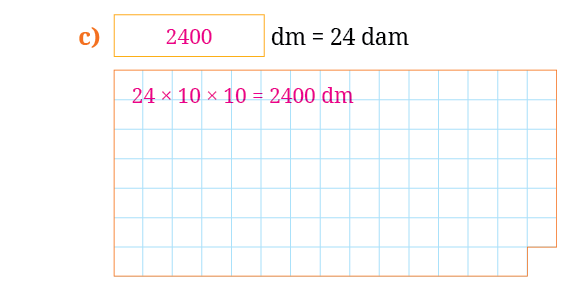 c) 2400 dm = 24 dam
24 × 10 × 10 = 2400 dm